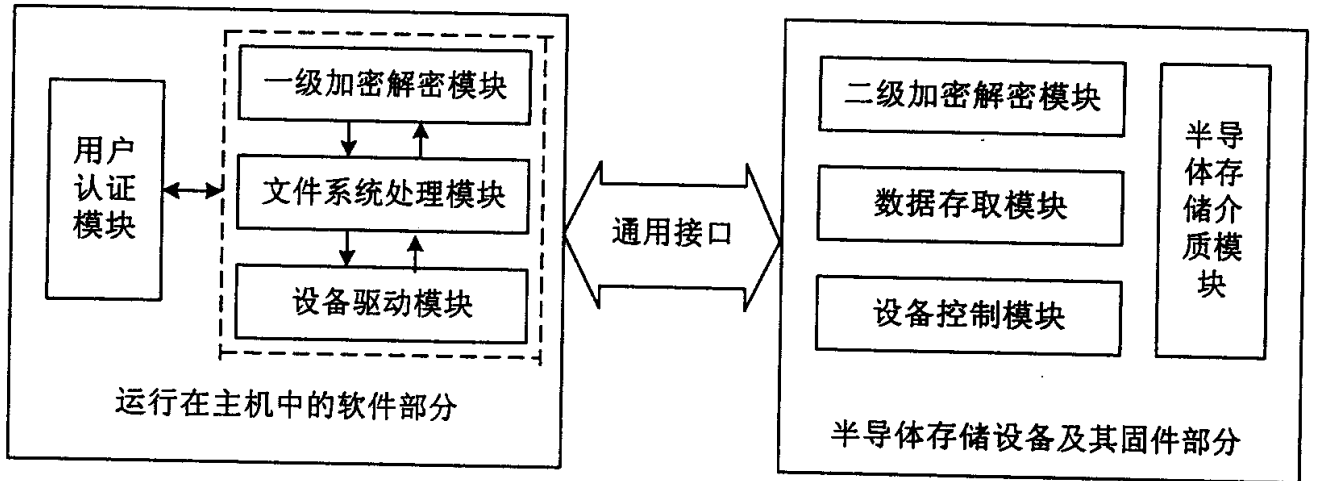 用户
认证
模块
一级加密解密模块
文件系统处理模块
设备驱动模块
运行在主机中的软件部分
通用接口
二级加密解密模块
数据存取模块
设备控制模块
半导
体存
储介
质模
块
半导体存储设备及其固件部分